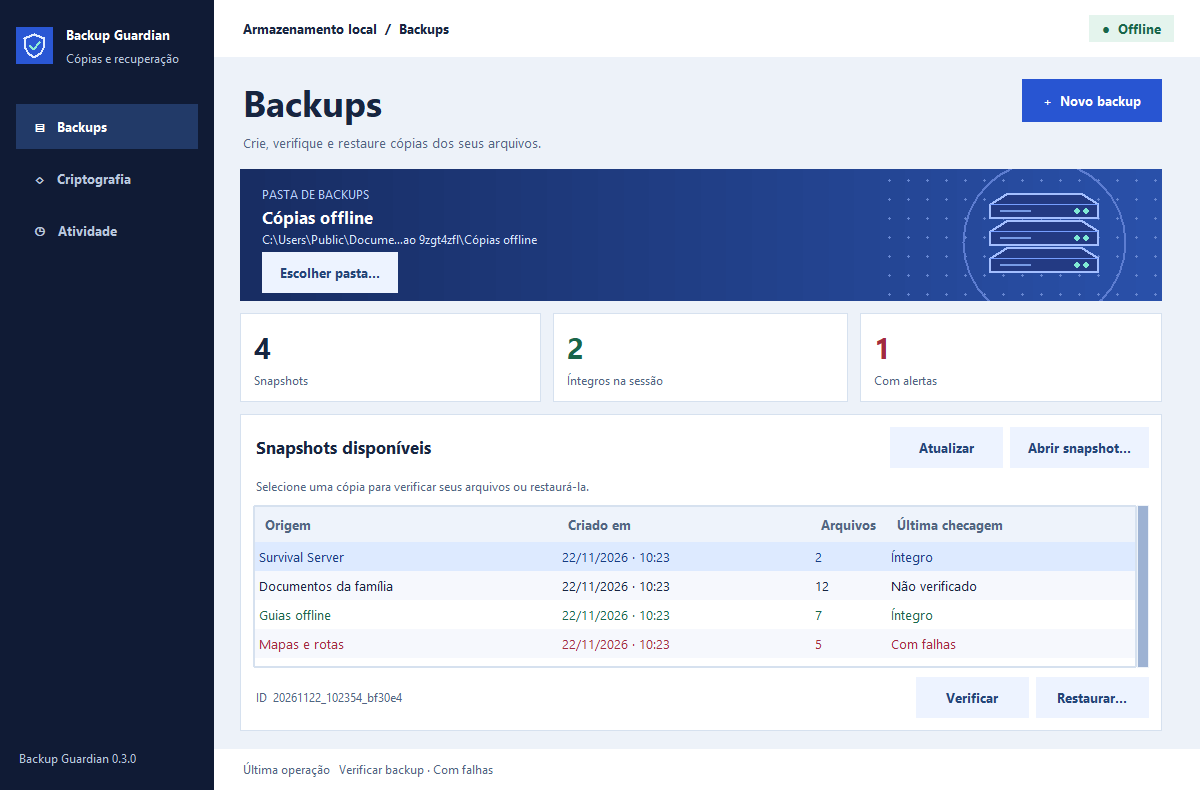 Backup Guardian
Cópias e recuperação
Backups
Criptografia
Atividade
Backup Guardian 0.3.0
Armazenamento local / Backups
● Offline
Backups
Crie, verifique e restaure cópias dos seus arquivos.
+ Novo backup
PASTA DE BACKUPS
Cópias offline
C:\Users\Public\Docume...ao 9zgt4zfl\Cópias offline
Escolher pasta...
4
Snapshots
2
Íntegros na sessão
1
Com alertas
Snapshots disponíveis
Atualizar
Abrir snapshot...
Selecione uma cópia para verificar seus arquivos ou restaurá-la.
Origem Criado em Arquivos Última checagem
Survival Server 22/11/2026 · 10:23 2 Íntegro
Documentos da família 22/11/2026 · 10:23 12 Não verificado
Guias offline 22/11/2026 · 10:23 7 Íntegro
Mapas e rotas 22/11/2026 · 10:23 5 Com falhas
ID 20261122_102354_bf30e4
Verificar
Restaurar...
Última operação Verificar backup · Com falhas